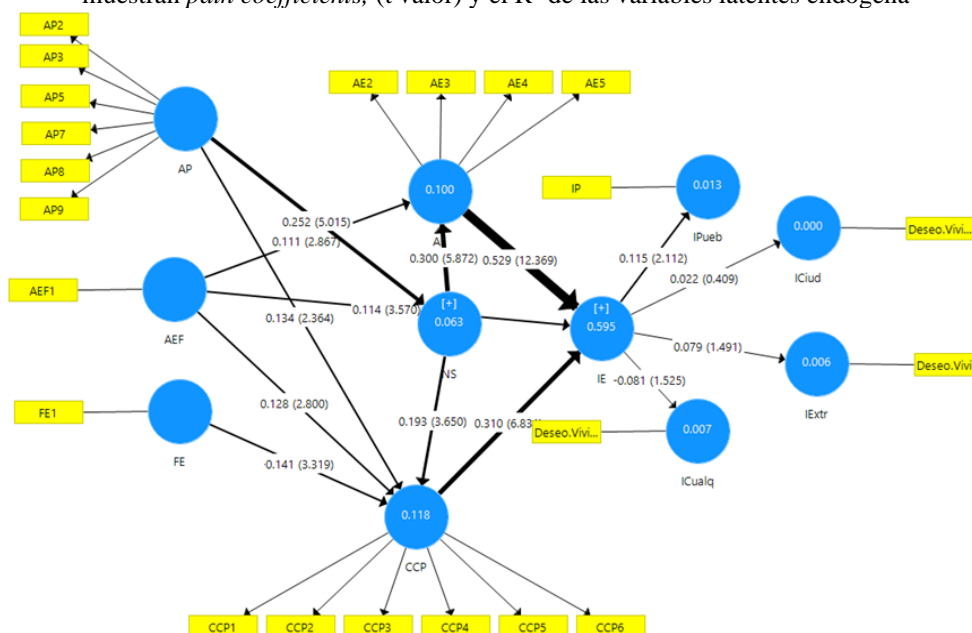 muestran path coefficients, (t valor) y el R² de las variables latentes endógena
AP2
AP3
AP5
AP7
AP8
AP9
AP
AE2
AE3
AE4
AE5
0.100
0.252 (5.015)
0.111 (2.867)
0.300 (5.872)
0.529 (12.369)
IP
0.013
IPueb
0.115 (2.112)
0.000
ICiud
Deseo.Vivi...
0.022 (0.409)
AEF1
AEF
0.114 (3.570)
0.134 (2.364)
[+]
0.063
NS
[+]
0.595
IE
0.079 (1.491)
0.006
IExtr
Deseo.Vivi...
-0.081 (1.525)
0.128 (2.800)
0.193 (3.650)
0.310
Deseo.Vivi...
0.007
ICualq
FE1
FE
-0.141 (3.319)
0.118
CCP
CCP1
CCP2
CCP3
CCP4
CCP5
CCP6